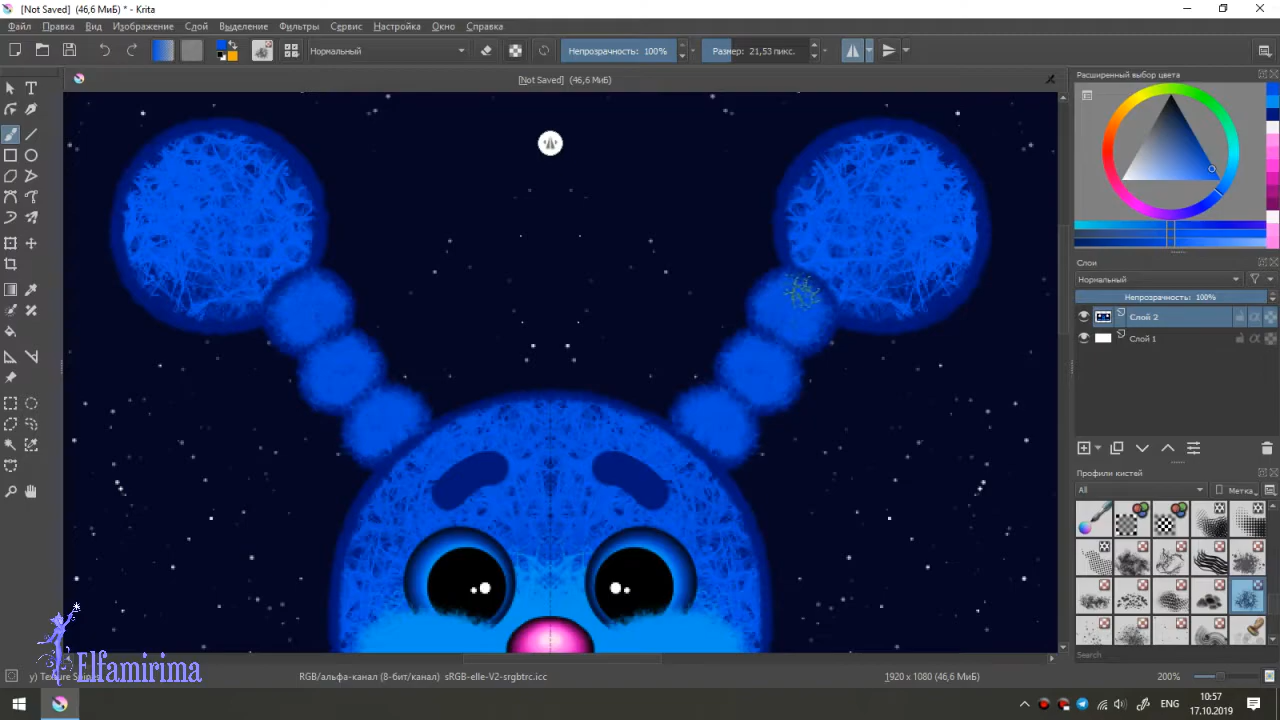 [Not Saved] (46,6 МиБ) * - Krita
Файл Правка Вид Изображение Слой Выделение Фильтры Сервис Настройка Окно Справка
Нормальный Непрозрачность: 100% Размер: 21,53 пикс.
[Not Saved] (46,6 МиБ)
Расширенный выбор цвета
Слои
Нормальный
Непрозрачность: 100%
Слой 2
Слой 1
Профили кистей
All Метка
Search
Elfamirima
y) Texture
RGB/альфа-канал (8-бит/канал) sRGB-elle-V2-srgbtrc.icc
1920 x 1080 (46,6 МиБ)
200%
ENG
10:57
17.10.2019